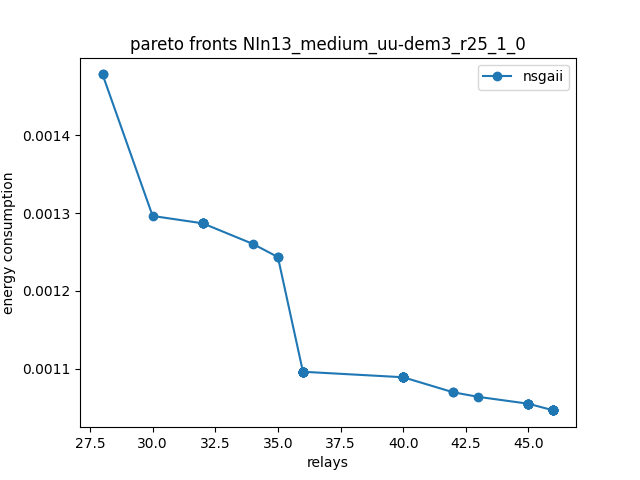 pareto fronts NIn13_medium_uu-dem3_r25_1_0
nsgaii
0.0014
0.0013
0.0012
0.0011
energy consumption
27.5 30.0 32.5 35.0 37.5 40.0 42.5 45.0
relays